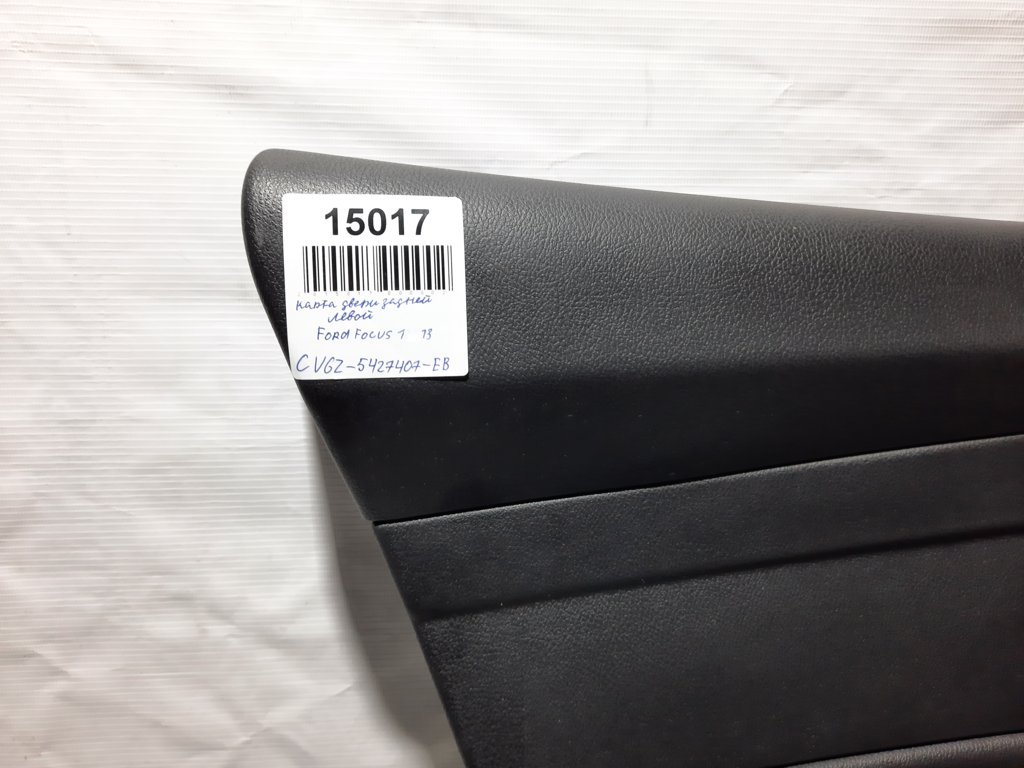 15017
карта двери задней
левой
FORD FOCUS 1 13
CV6Z-5427407-EB